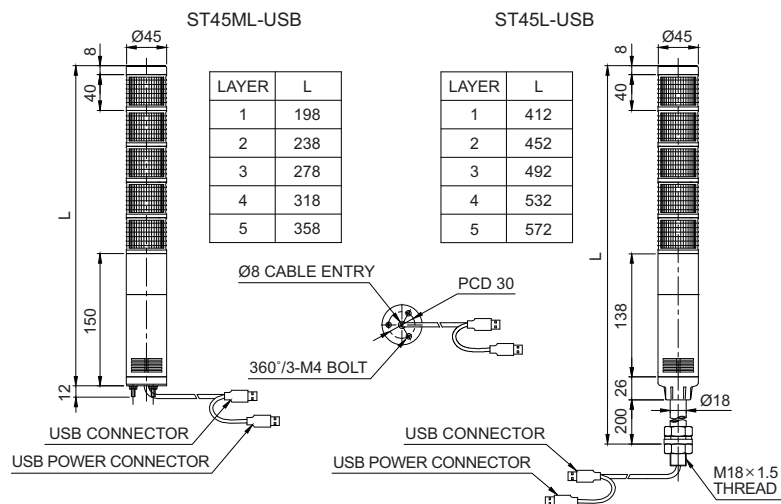 ST45ML-USB
Ø45
8
40
L
150
12
LAYER L
1 198
2 238
3 278
4 318
5 358
USB CONNECTOR
USB POWER CONNECTOR
Ø8 CABLE ENTRY
PCD 30
360°/3-M4 BOLT
ST45L-USB
Ø45
8
40
L
138
26
200
Ø18
LAYER L
1 412
2 452
3 492
4 532
5 572
USB CONNECTOR
USB POWER CONNECTOR
M18×1.5
THREAD